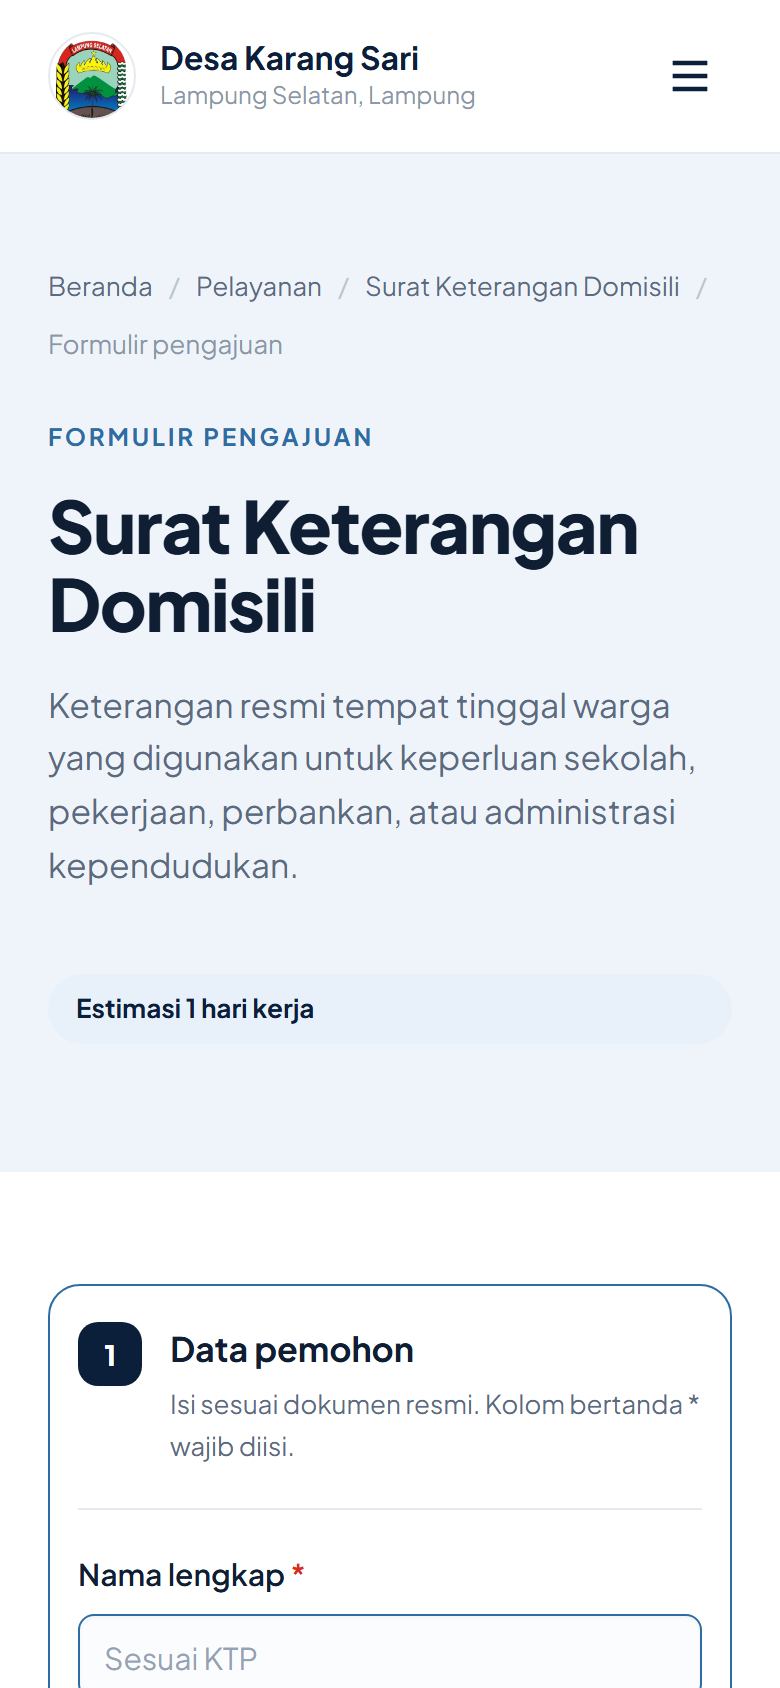 LAMPUNG SELATAN
Desa Karang Sari
Lampung Selatan, Lampung
Beranda / Pelayanan / Surat Keterangan Domisili /
Formulir pengajuan
FORMULIR PENGAJUAN
Surat Keterangan
Domisili
Keterangan resmi tempat tinggal warga
yang digunakan untuk keperluan sekolah,
pekerjaan, perbankan, atau administrasi
kependudukan.
Estimasi 1 hari kerja
1 Data pemohon
Isi sesuai dokumen resmi. Kolom bertanda *
wajib diisi.
Nama lengkap *
Sesuai KTP